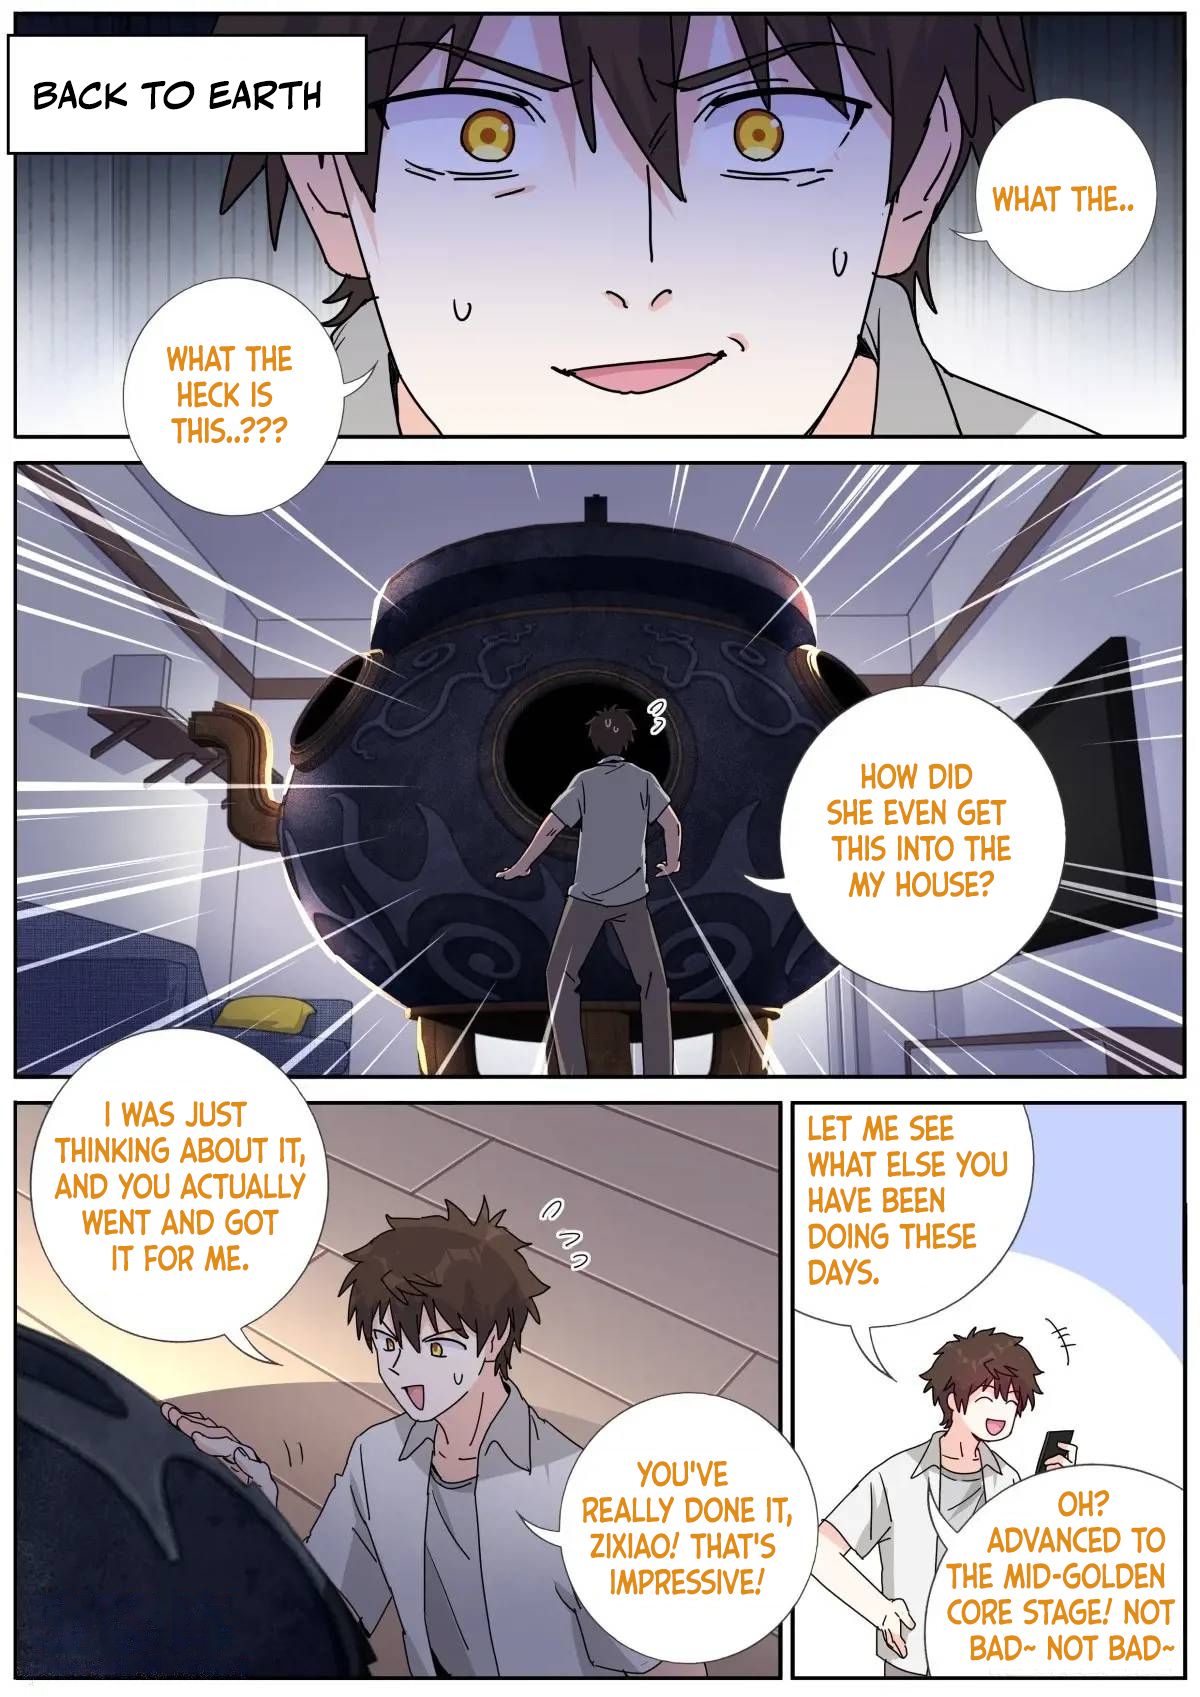 BACK TO EARTH
WHAT THE..
WHAT THE
HECK IS
THIS..???
HOW DID
SHE EVEN GET
THIS INTO THE
MY HOUSE?
I WAS JUST
THINKING ABOUT IT,
AND YOU ACTUALLY
WENT AND GOT
IT FOR ME.
YOU'VE
REALLY DONE IT,
ZIXIAO! THAT'S
IMPRESSIVE!
LET ME SEE
WHAT ELSE YOU
HAVE BEEN
DOING THESE
DAYS.
OH?
ADVANCED TO
THE MID-GOLDEN
CORE STAGE! NOT
BAD~ NOT BAD~